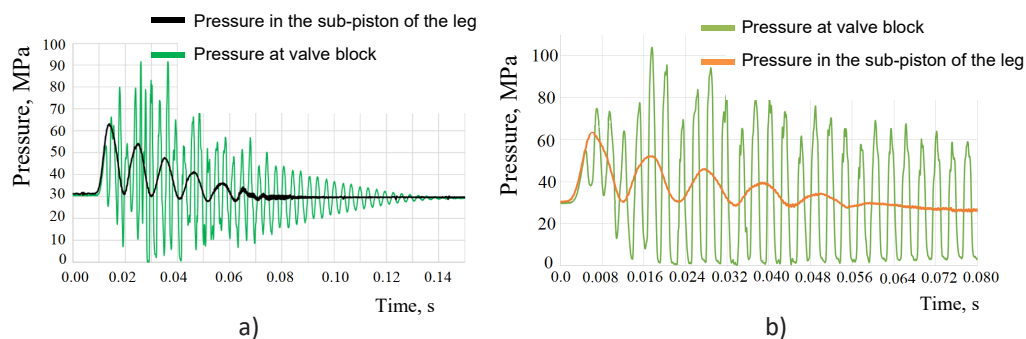 a)
Pressure in the sub-piston of the leg
Pressure at valve block
Pressure, MPa
100
90
80
70
60
50
40
30
20
10
0
0.00 0.02 0.04 0.06 0.08 0.10 0.12 0.14
Time, s
a)
b)
Pressure at valve block
Pressure in the sub-piston of the leg
Pressure, MPa
100
80
60
40
20
0
0.0 0.008 0.016 0.024 0.032 0.040 0.048 0.056 0.064 0.072 0.080
Time, s
b)